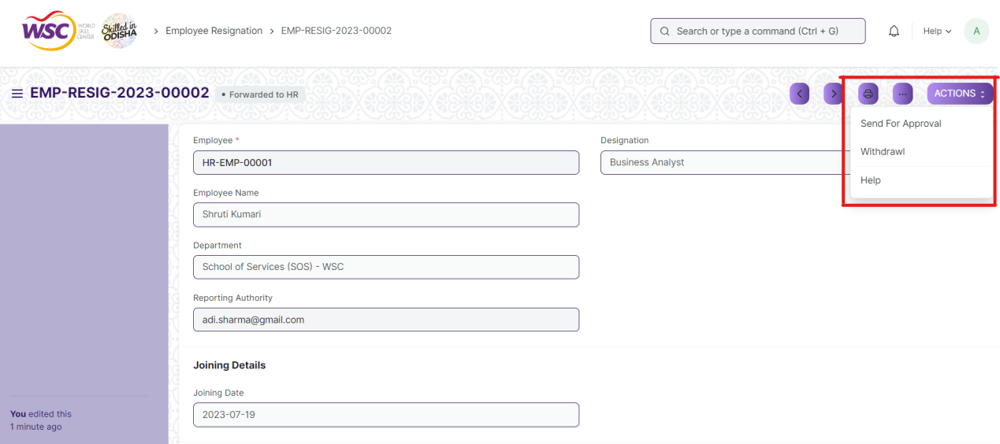 WSC WORLD SKILL CENTER Skilled in ODISHA > Employee Resignation > EMP-RESIG-2023-00002 Search or type a command (Ctrl + G) Help A
EMP-RESIG-2023-00002 • Forwarded to HR < > ... ACTIONS
Send For Approval
Withdrawl
Help
Employee *
HR-EMP-00001
Designation
Business Analyst
Employee Name
Shruti Kumari
Department
School of Services (SOS) - WSC
Reporting Authority
adi.sharma@gmail.com
Joining Details
Joining Date
2023-07-19
You edited this
1 minute ago